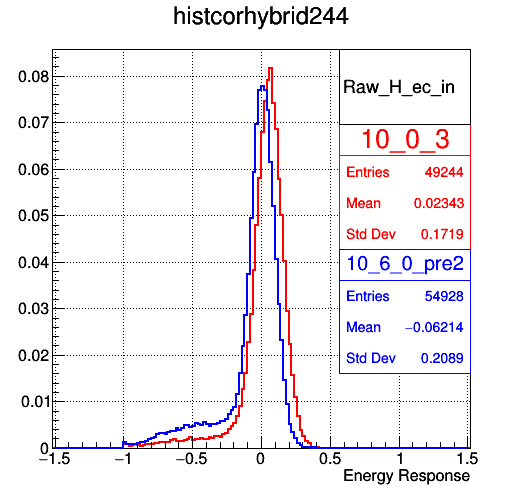 histcorhybrid244
Raw_H_ec_in
10_0_3
Entries 49244
Mean 0.02343
Std Dev 0.1719
10_6_0_pre2
Entries 54928
Mean −0.06214
Std Dev 0.2089
0.08
0.07
0.06
0.05
0.04
0.03
0.02
0.01
0
−1.5 −1 −0.5 0 0.5 1 1.5
Energy Response